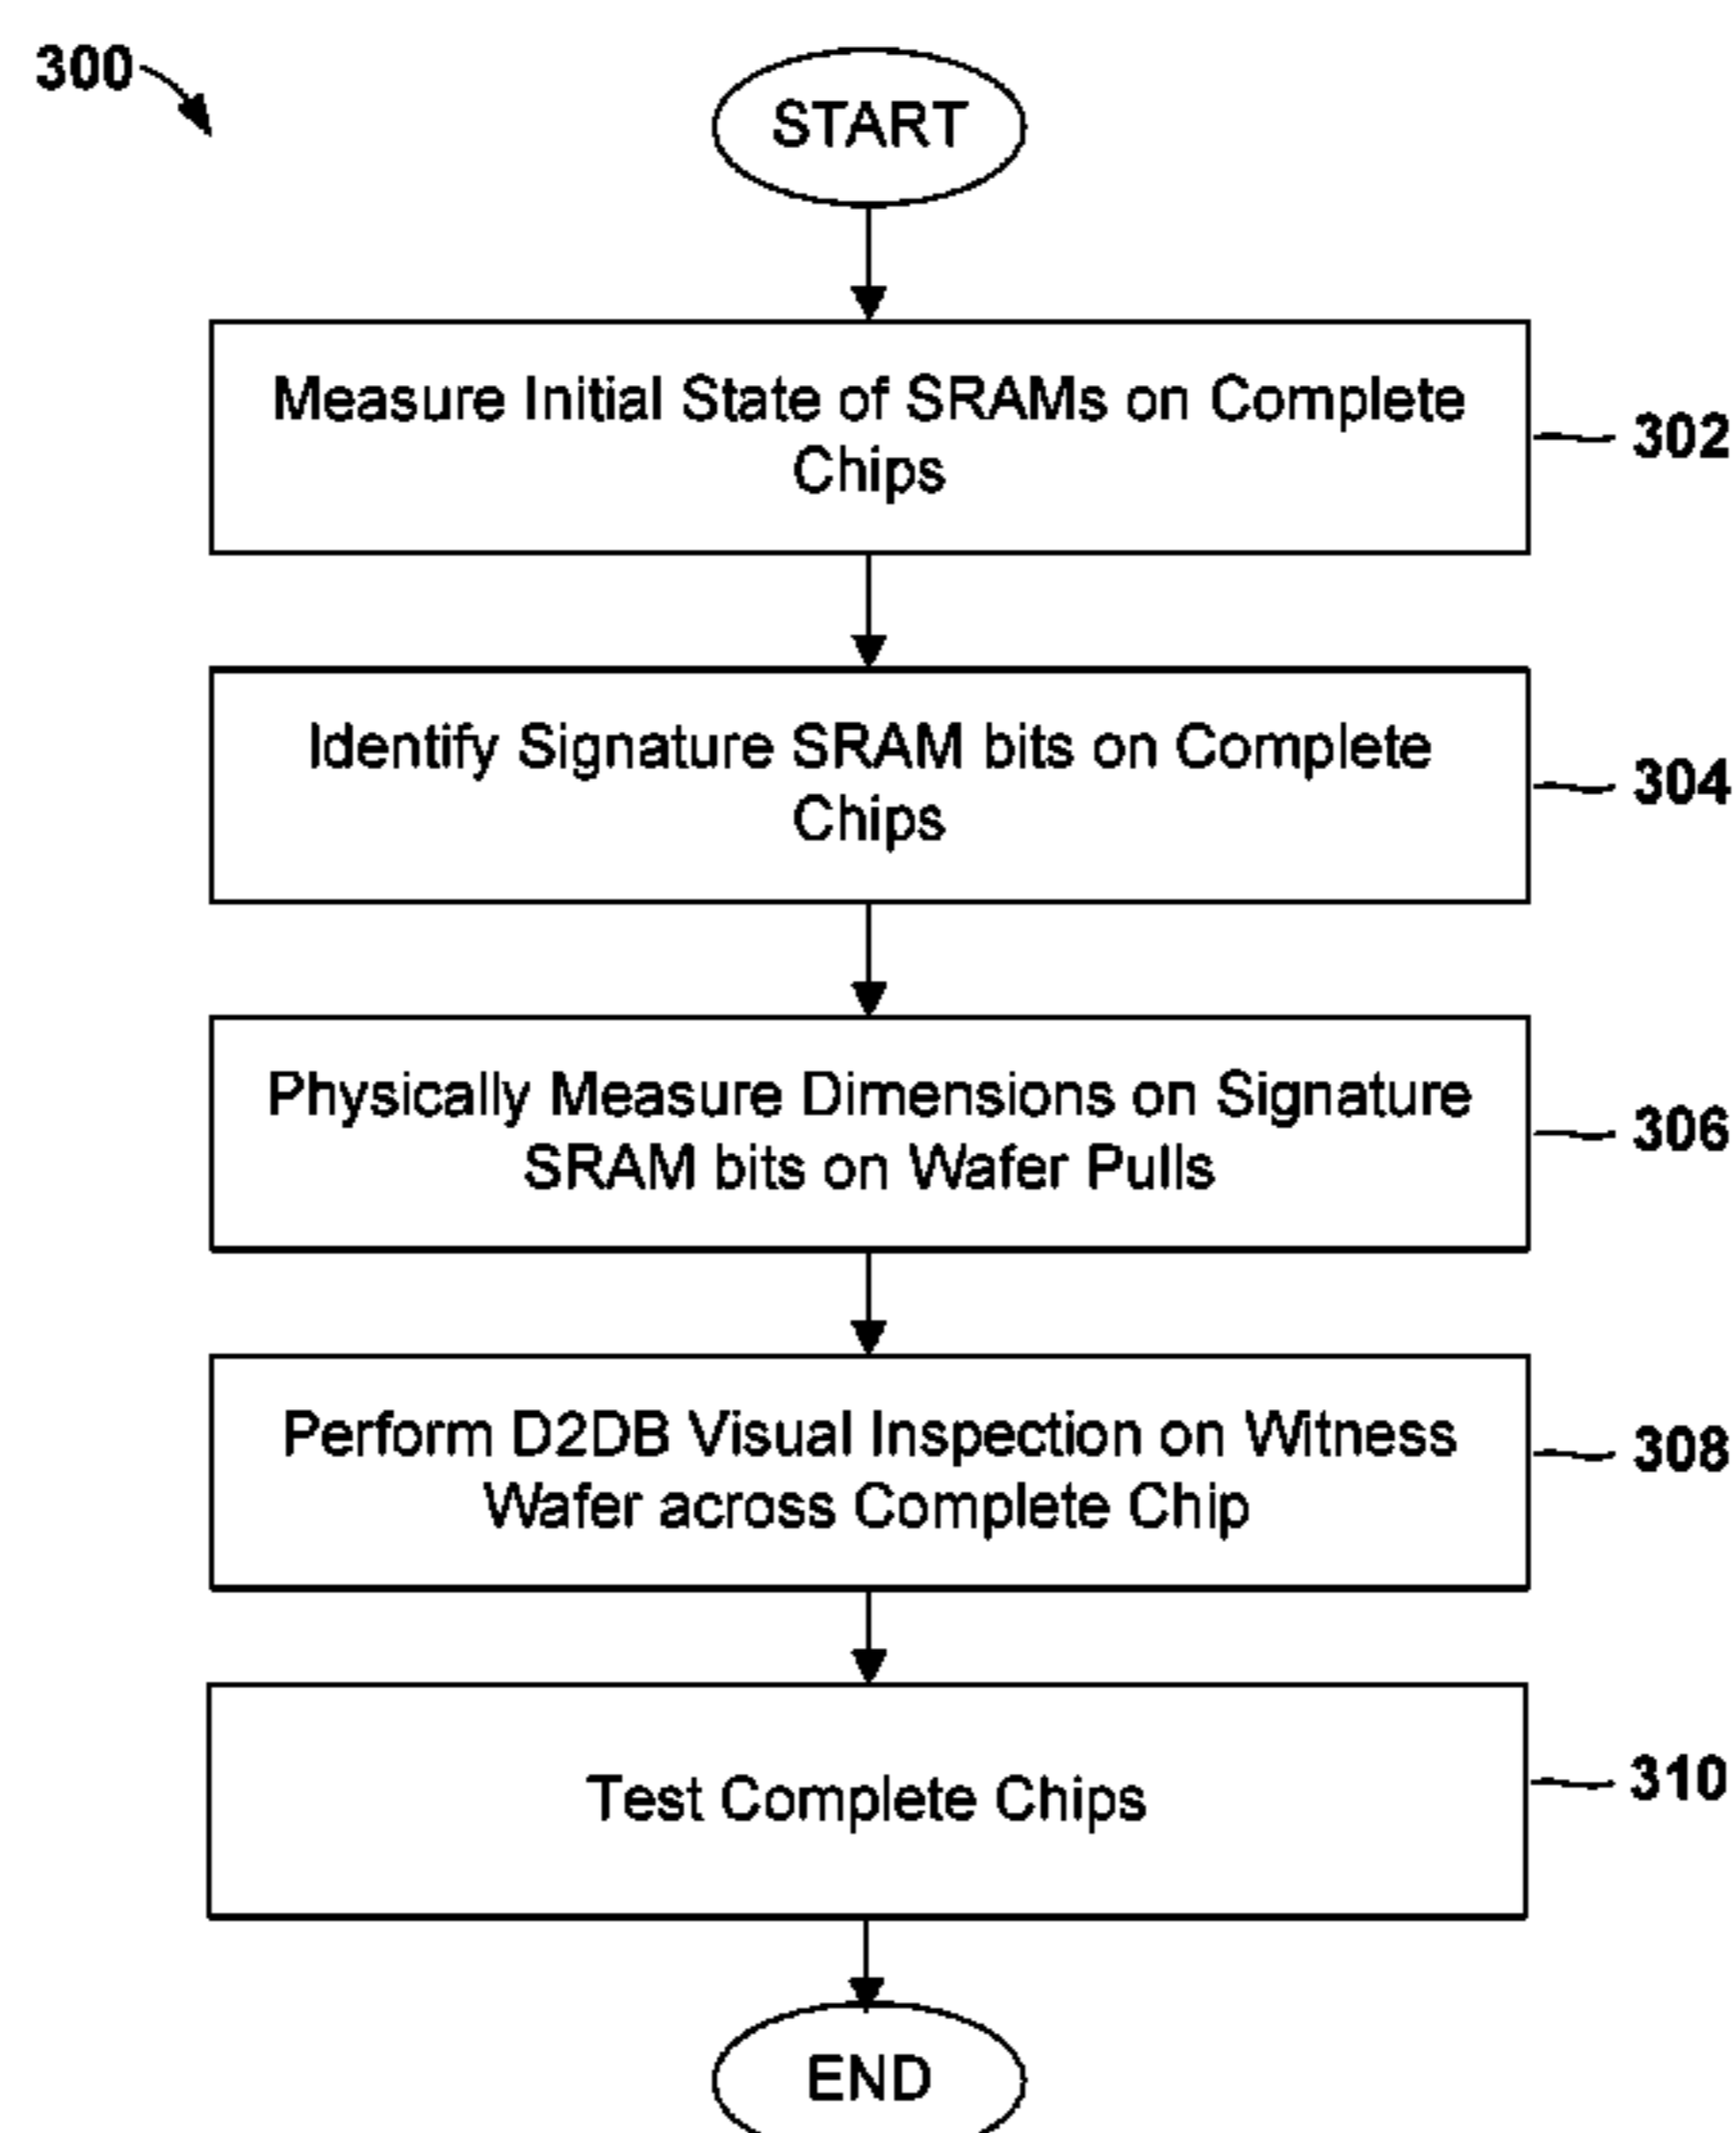 300
START
Measure Initial State of SRAMs on Complete
Chips
302
Identify Signature SRAM bits on Complete
Chips
304
Physically Measure Dimensions on Signature
SRAM bits on Wafer Pulls
306
Perform D2DB Visual Inspection on Witness
Wafer across Complete Chip
308
Test Complete Chips
310
END